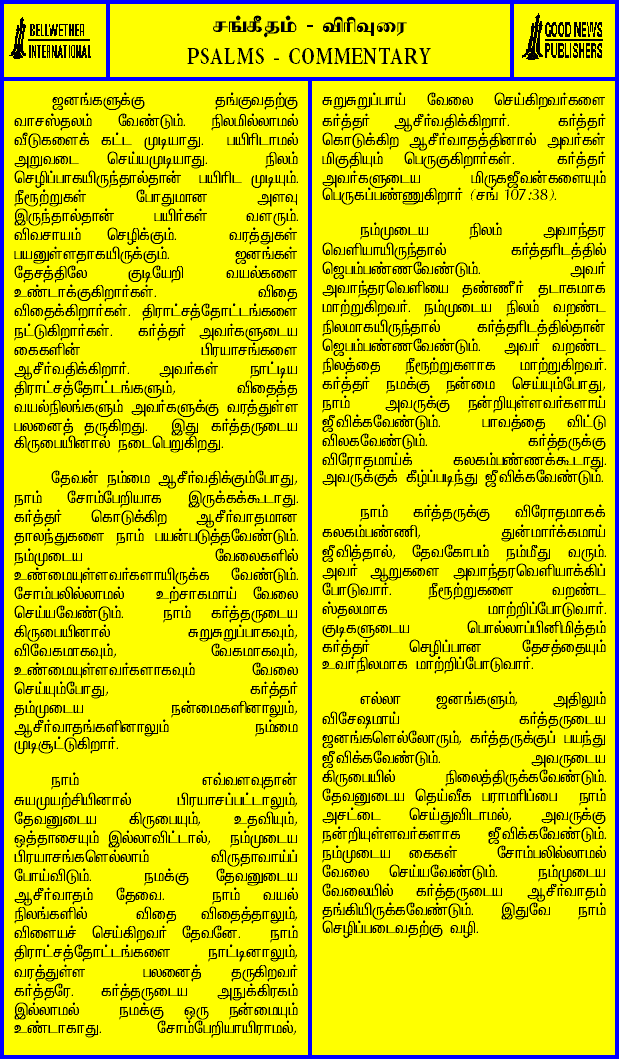 BELLWETHER
INTERNATIONAL
சங்கீதம் - விரிவுரை
PSALMS - COMMENTARY
GOOD NEWS
PUBLISHERS
ஜனங்களுக்கு தங்குவதற்கு
வாசஸ்தலம் வேண்டும். நிலமில்லாமல்
வீடுகளைக் கட்ட முடியாது. பயிரிடாமல்
அறுவடை செய்யமுடியாது. நிலம்
செழிப்பாகயிருந்தால்தான் பயிரிட முடியும்.
நீரூற்றுகள் போதுமான அளவு
இருந்தால்தான் பயிர்கள் வளரும்.
விவசாயம் செழிக்கும். வரத்துகள்
பயனுள்ளதாகயிருக்கும். ஜனங்கள்
தேசத்திலே குடியேறி வயல்களை
உண்டாக்குகிறார்கள். விதை
விதைக்கிறார்கள். திராட்சத்தோட்டங்களை
நட்டுகிறார்கள். கர்த்தர் அவர்களுடைய
கைகளின் பிரயாசங்களை
ஆசீர்வதிக்கிறார். அவர்கள் நாட்டிய
திராட்சத்தோட்டங்களும், விதைத்த
வயல்நிலங்களும் அவர்களுக்கு வரத்துள்ள
பலனைத் தருகிறது. இது கர்த்தருடைய
கிருபையினால் நடைபெறுகிறது.
தேவன் நம்மை ஆசீர்வதிக்கும்போது,
நாம் சோம்பேறியாக இருக்கக்கூடாது.
கர்த்தர் கொடுக்கிற ஆசீர்வாதமான
தாலந்துகளை நாம் பயன்படுத்தவேண்டும்.
நம்முடைய வேலைகளில்
உண்மையுள்ளவர்களாயிருக்க வேண்டும்.
சோம்பலில்லாமல் உற்சாகமாய் வேலை
செய்யவேண்டும். நாம் கர்த்தருடைய
கிருபையினால் சுறுசுறுப்பாகவும்,
விவேகமாகவும், வேகமாகவும்,
உண்மையுள்ளவர்களாகவும் வேலை
செய்யும்போது, கர்த்தர்
தம்முடைய நன்மைகளினாலும்,
ஆசீர்வாதங்களினாலும் நம்மை
முடிசூட்டுகிறார்.
நாம் எவ்வளவுதான்
சுயமுயற்சியினால் பிரயாசப்பட்டாலும்,
தேவனுடைய கிருபையும், உதவியும்,
ஒத்தாசையும் இல்லாவிட்டால், நம்முடைய
பிரயாசங்களெல்லாம் விருதாவாய்ப்
போய்விடும். நமக்கு தேவனுடைய
ஆசீர்வாதம் தேவை. நாம் வயல்
நிலங்களில் விதை விதைத்தாலும்,
விளையச் செய்கிறவர் தேவனே. நாம்
திராட்சத்தோட்டங்களை நாட்டினாலும்,
வரத்துள்ள பலனைத் தருகிறவர்
கர்த்தரே. கர்த்தருடைய அநுக்கிரகம்
இல்லாமல் நமக்கு ஒரு நன்மையும்
உண்டாகாது. சோம்பேறியாயிராமல்,
சுறுசுறுப்பாய் வேலை செய்கிறவர்களை
கர்த்தர் ஆசீர்வதிக்கிறார். கர்த்தர்
கொடுக்கிற ஆசீர்வாதத்தினால் அவர்கள்
மிகுதியும் பெருகுகிறார்கள். கர்த்தர்
அவர்களுடைய மிருகஜீவன்களையும்
பெருகப்பண்ணுகிறார் (சங் 107:38).
நம்முடைய நிலம் அவாந்தர
வெளியாயிருந்தால் கர்த்தரிடத்தில்
ஜெபம்பண்ணவேண்டும். அவர்
அவாந்தரவெளியை தண்ணீர் தடாகமாக
மாற்றுகிறவர். நம்முடைய நிலம் வறண்ட
நிலமாகயிருந்தால் கர்த்தரிடத்தில்தான்
ஜெபம்பண்ணவேண்டும். அவர் வறண்ட
நிலத்தை நீரூற்றுகளாக மாற்றுகிறவர்.
கர்த்தர் நமக்கு நன்மை செய்யும்போது,
நாம் அவருக்கு நன்றியுள்ளவர்களாய்
ஜீவிக்கவேண்டும். பாவத்தை விட்டு
விலகவேண்டும். கர்த்தருக்கு
விரோதமாய்க் கலகம்பண்ணக்கூடாது.
அவருக்குக் கீழ்ப்படிந்து ஜீவிக்கவேண்டும்.
நாம் கர்த்தருக்கு விரோதமாகக்
கலகம்பண்ணி, துன்மார்க்கமாய்
ஜீவித்தால், தேவகோபம் நம்மீது வரும்.
அவர் ஆறுகளை அவாந்தரவெளியாக்கிப்
போடுவார். நீரூற்றுகளை வறண்ட
ஸ்தலமாக மாற்றிப்போடுவார்.
குடிகளுடைய பொல்லாப்பினிமித்தம்
கர்த்தர் செழிப்பான தேசத்தையும்
உவர்நிலமாக மாற்றிப்போடுவார்.
எல்லா ஜனங்களும், அதிலும்
விசேஷமாய் கர்த்தருடைய
ஜனங்களெல்லோரும், கர்த்தருக்குப் பயந்து
ஜீவிக்கவேண்டும். அவருடைய
கிருபையில் நிலைத்திருக்கவேண்டும்.
தேவனுடைய தெய்வீக பராமரிப்பை நாம்
அசட்டை செய்துவிடாமல், அவருக்கு
நன்றியுள்ளவர்களாக ஜீவிக்கவேண்டும்.
நம்முடைய கைகள் சோம்பலில்லாமல்
வேலை செய்யவேண்டும். நம்முடைய
வேலையில் கர்த்தருடைய ஆசீர்வாதம்
தங்கியிருக்கவேண்டும். இதுவே நாம்
செழிப்படைவதற்கு வழி.